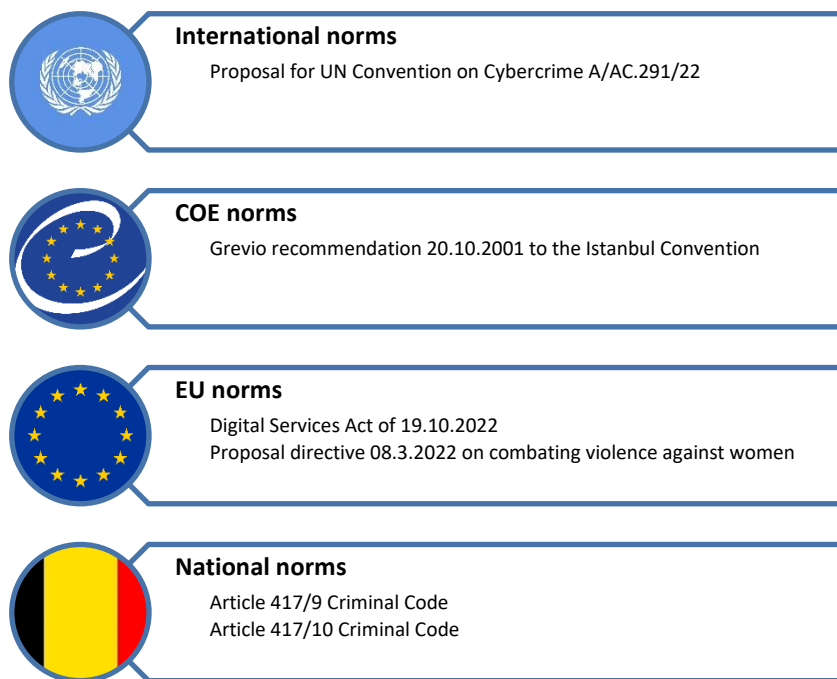 International norms
Proposal for UN Convention on Cybercrime A/AC.291/22
COE norms
Grevio recommendation 20.10.2001 to the Istanbul Convention
EU norms
Digital Services Act of 19.10.2022
Proposal directive 08.3.2022 on combating violence against women
National norms
Article 417/9 Criminal Code
Article 417/10 Criminal Code